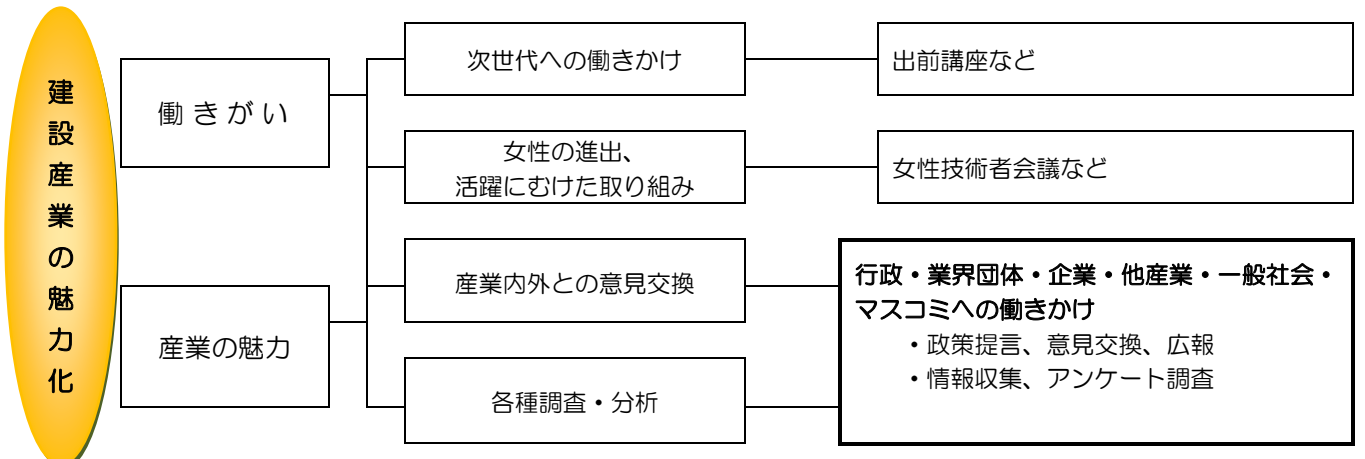 建設産業の魅力化
働きがい
産業の魅力
次世代への働きかけ
女性の進出、
活躍にむけた取り組み
産業内外との意見交換
各種調査・分析
出前講座など
女性技術者会議など
行政・業界団体・企業・他産業・一般社会・
マスコミへの働きかけ
・政策提言、意見交換、広報
・情報収集、アンケート調査